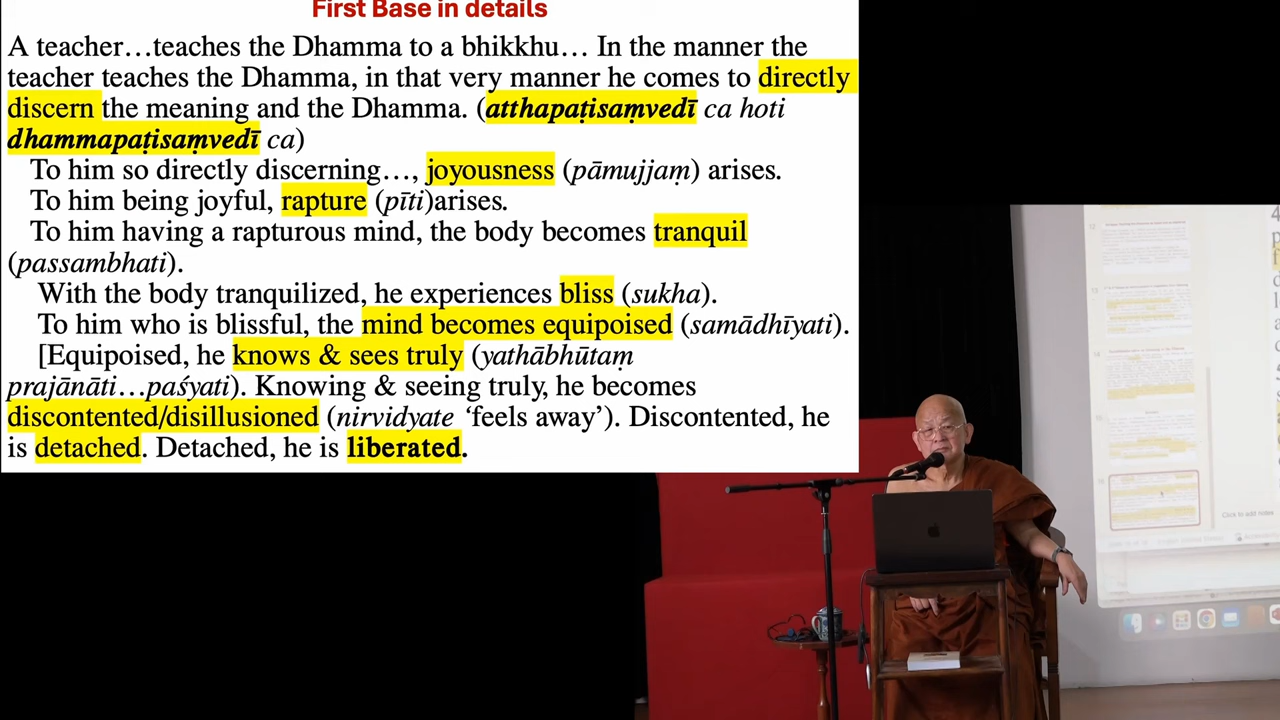 First Base in details
A teacher…teaches the Dhamma to a bhikkhu… In the manner the
teacher teaches the Dhamma, in that very manner he comes to directly
discern the meaning and the Dhamma. (atthapaṭisaṃvedī ca hoti
dhammapaṭisaṃvedī ca)
To him so directly discerning…, joyousness (pāmujjaṃ) arises.
To him being joyful, rapture (pīti)arises.
To him having a rapturous mind, the body becomes tranquil
(passambhati).
With the body tranquilized, he experiences bliss (sukha).
To him who is blissful, the mind becomes equipoised (samādhīyati).
[Equipoised, he knows & sees truly (yathābhūtaṃ
prajānāti…paśyati). Knowing & seeing truly, he becomes
discontented/disillusioned (nirvidyate ‘feels away’). Discontented, he
is detached. Detached, he is liberated.
Click to add notes